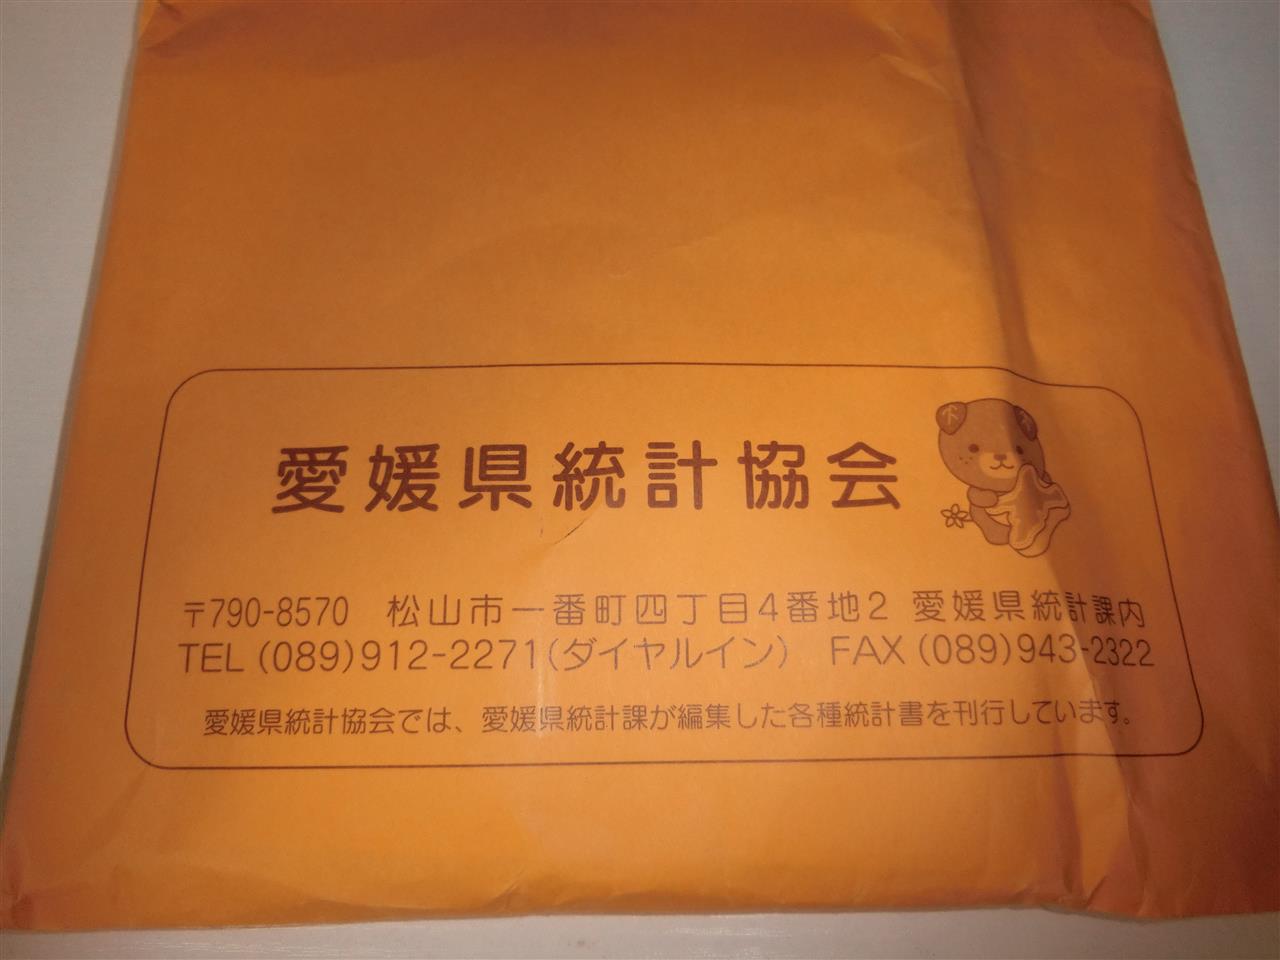 愛媛県統計協会
〒790-8570　松山市一番町四丁目4番地2 愛媛県統計課内
TEL (089)912-2271(ダイヤルイン)　FAX (089)943-2322
愛媛県統計協会では、愛媛県統計課が編集した各種統計書を刊行しています。